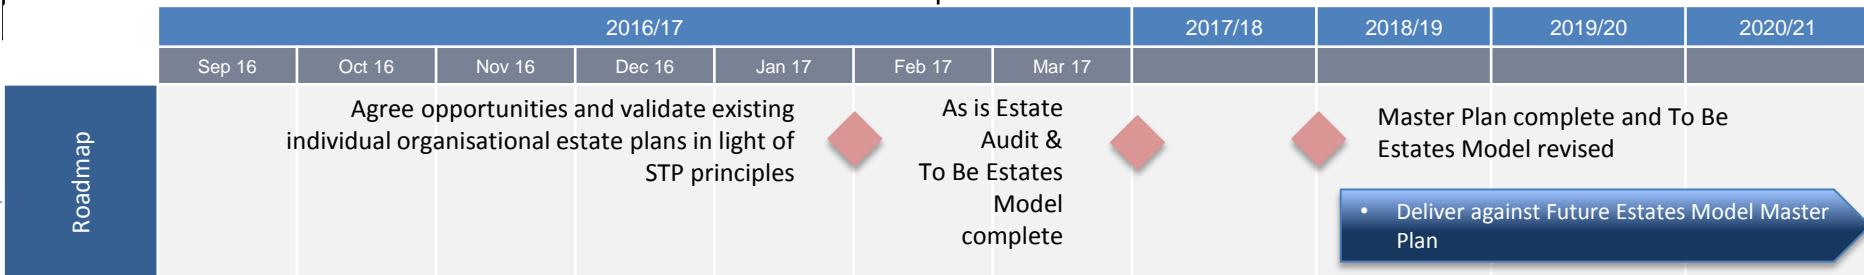 2016/17 2017/18 2018/19 2019/20 2020/21
Sep 16 Oct 16 Nov 16 Dec 16 Jan 17 Feb 17 Mar 17
Roadmap
Agree opportunities and validate existing
individual organisational estate plans in light of
STP principles
As is Estate
Audit &
To Be Estates
Model
complete
Master Plan complete and To Be
Estates Model revised
• Deliver against Future Estates Model Master
Plan